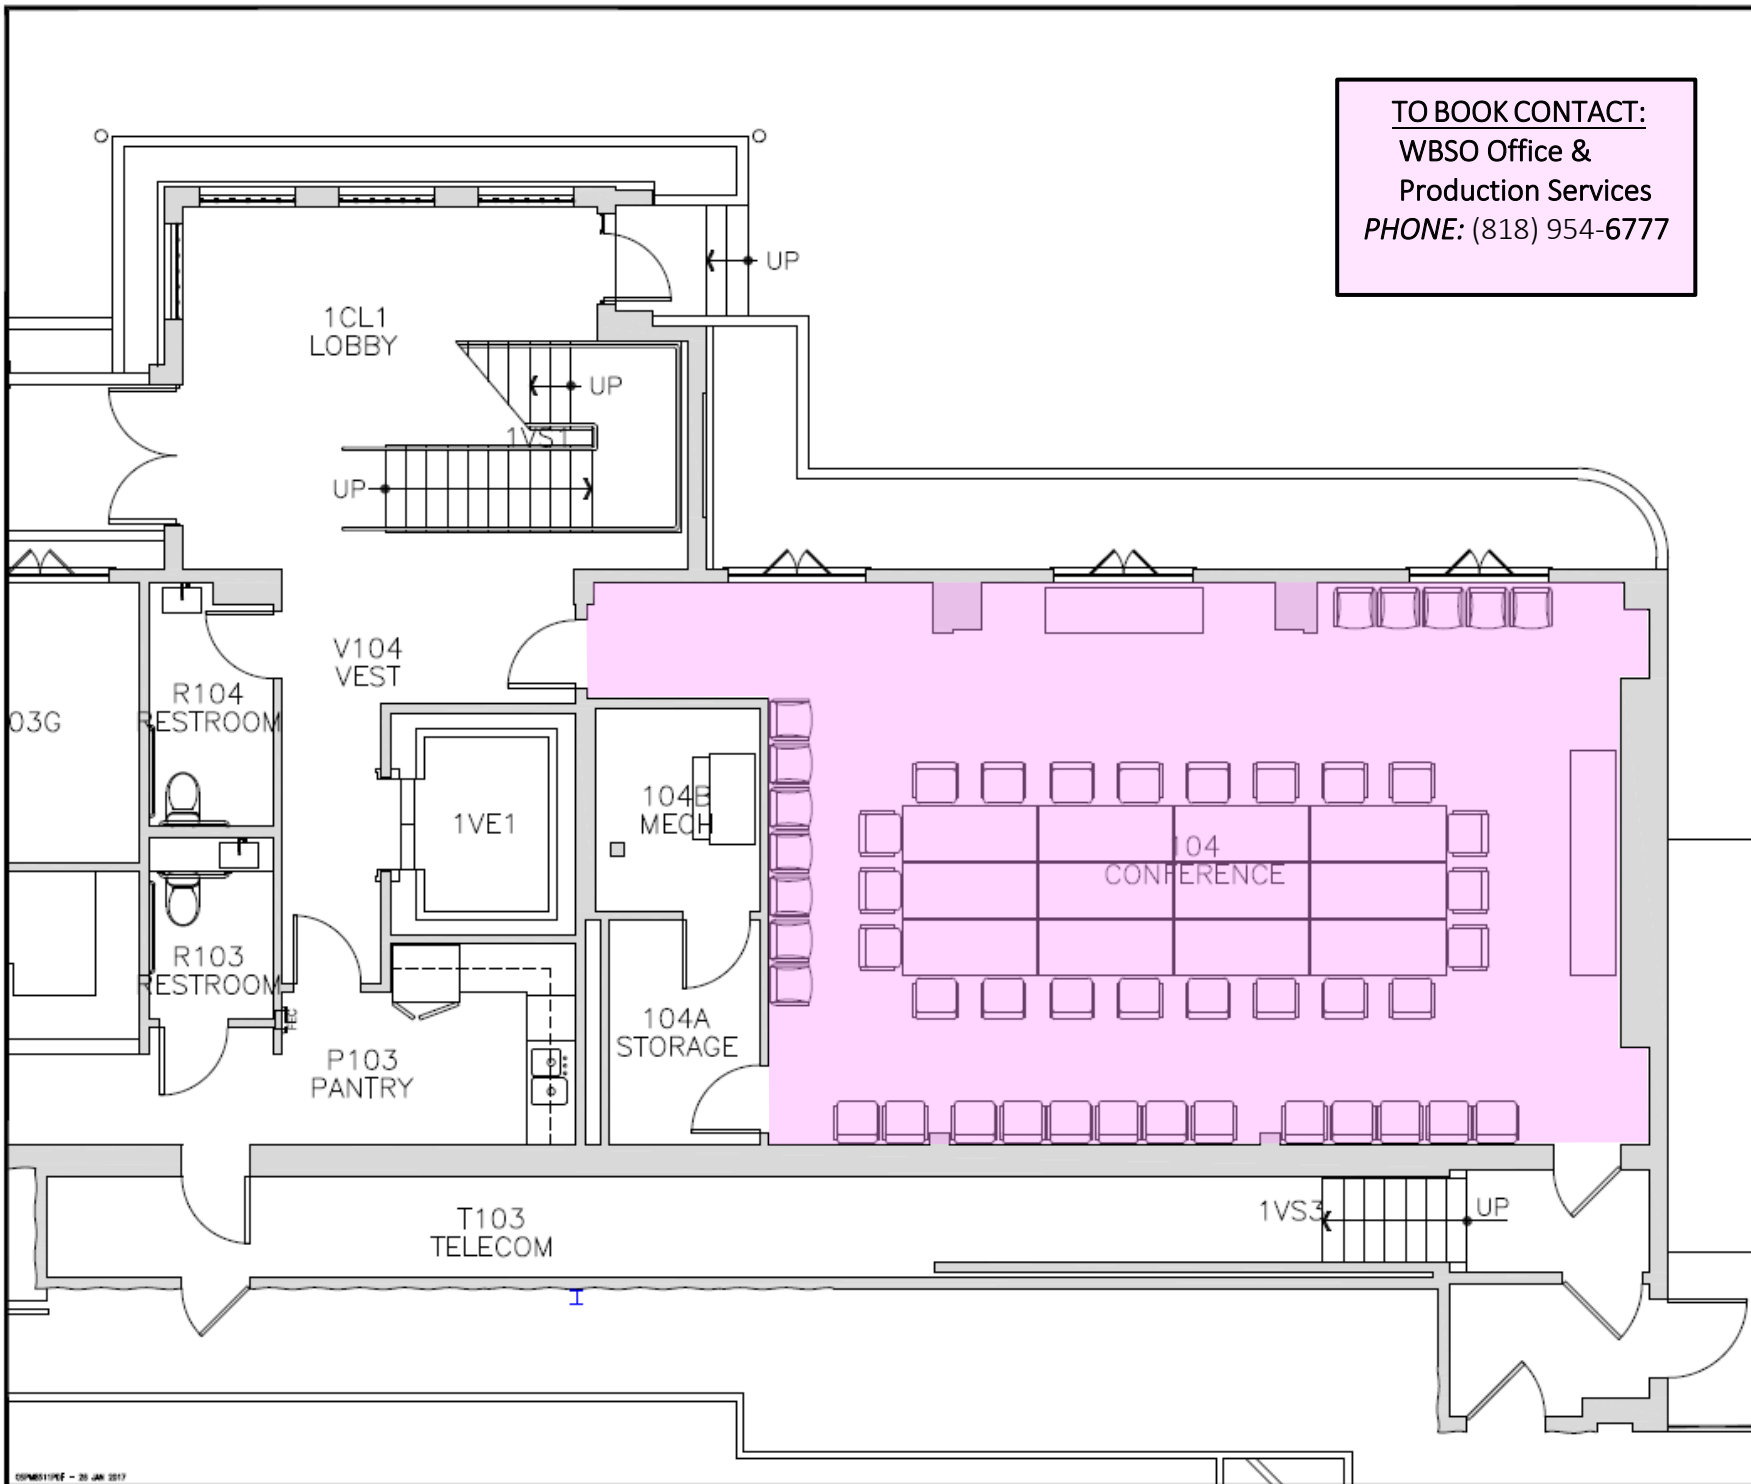 TO BOOK CONTACT:
WBSO Office &
Production Services
PHONE: (818) 954-6777
UP
1CL1
LOBBY
UP
1VS1
UP
V104
VEST
R104
RESTROOM
03G
104B
MECH
1VE1
104
CONFERENCE
R103
RESTROOM
FEC
104A
STORAGE
P103
PANTRY
1VS3
UP
T103
TELECOM